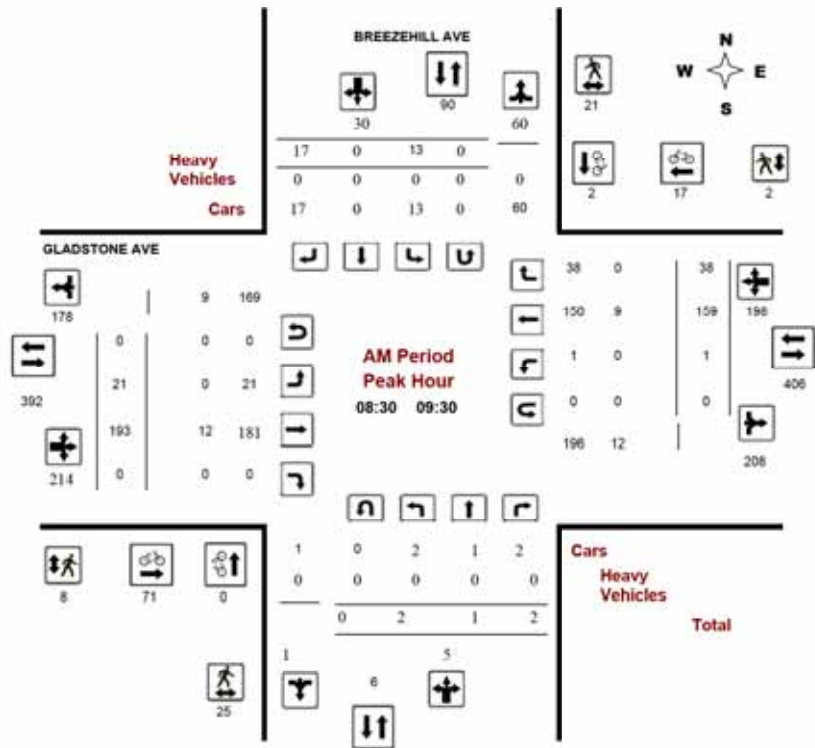 BREEZEHILL AVE
N
W E
S
90
21
30 60
17 0 13 0
Heavy
Vehicles
0 0 0 0 0
2 17 2
Cars 17 0 13 0 60
GLADSTONE AVE
38 0 38
178 9 169
150 9 159 198
0 0 0
AM Period
1 0 1
Peak Hour
392 21 0 21
08:30 09:30
0 0 0
406
193 12 181
196 12
214 0 0 0
208
1 0 2 1 2
Cars
0 0 0 0 0
Heavy
Vehicles
8 71 0
0 2 1 2
Total
1 5
6
25